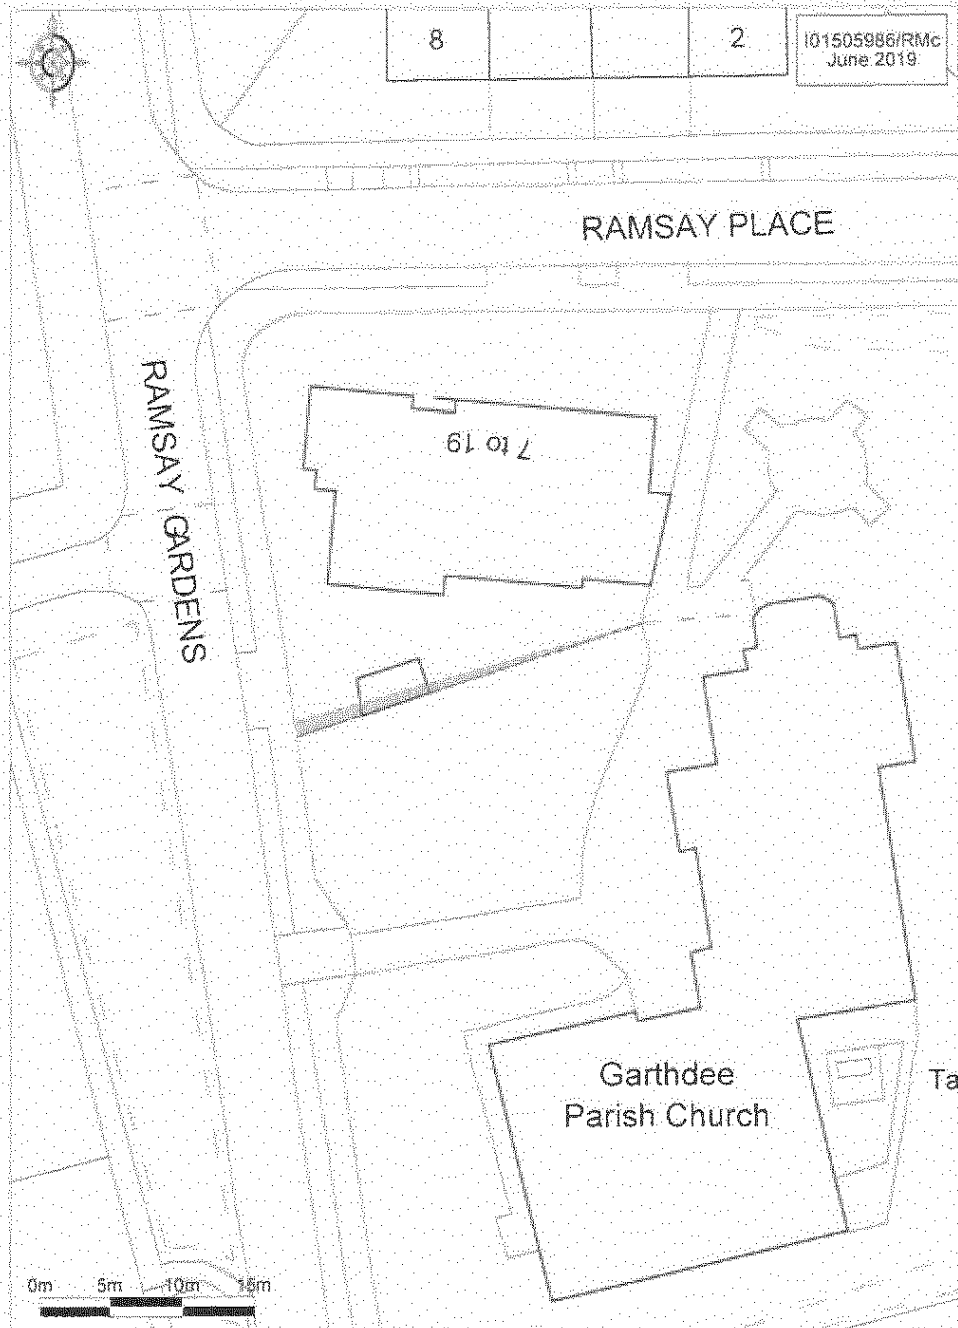 8
2
I01505986/RMc
June 2019
RAMSAY PLACE
RAMSAY GARDENS
7 to 19
Garthdee
Parish Church
Ta
0m 5m 10m 15m